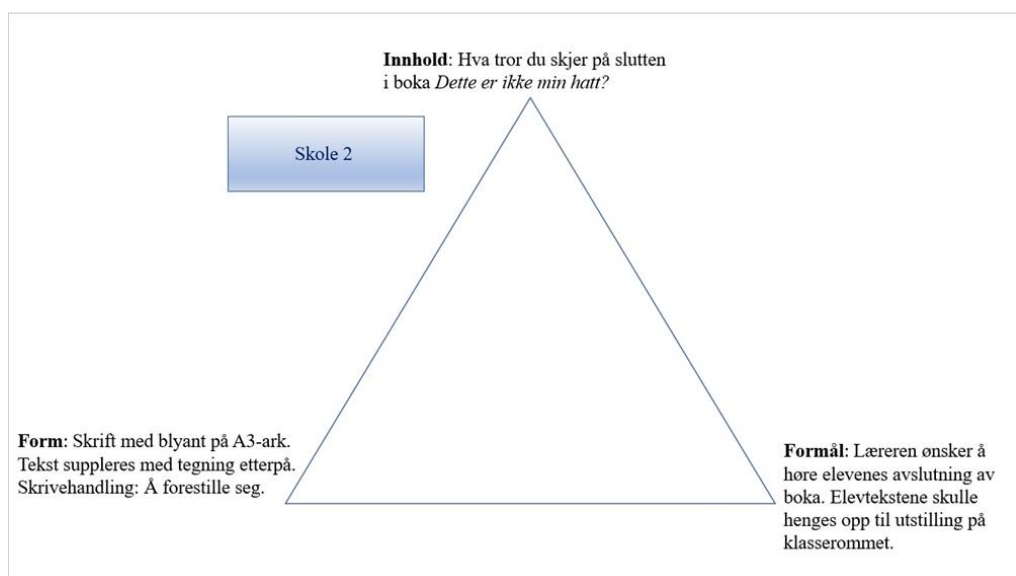 Innhold: Hva tror du skjer på slutten
i boka Dette er ikke min hatt?
Skole 2
Form: Skrift med blyant på A3-ark.
Tekst suppleres med tegning etterpå.
Skrivehandling: Å forestille seg.
Formål: Læreren ønsker å
høre elevenes avslutning av
boka. Elevtekstene skulle
henges opp til utstilling på
klasserommet.